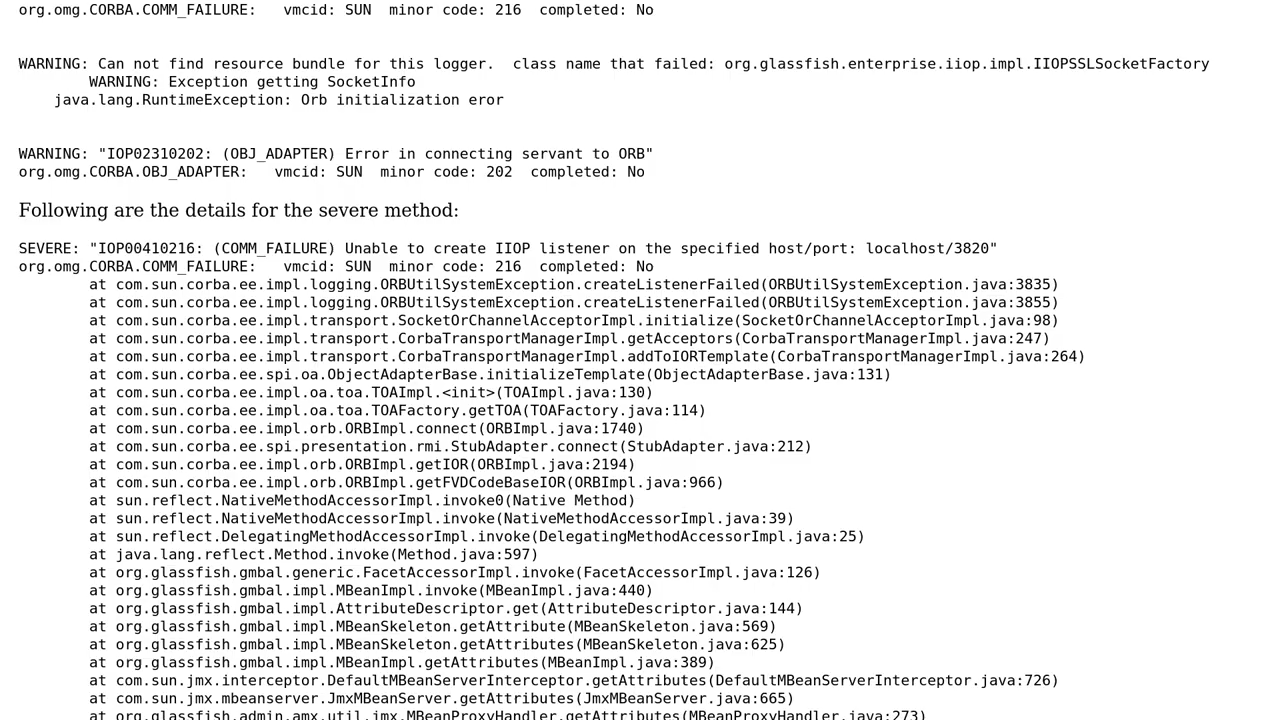 org.omg.CORBA.COMM_FAILURE:   vmcid: SUN  minor code: 216  completed: No
WARNING: Can not find resource bundle for this logger.  class name that failed: org.glassfish.enterprise.iiop.impl.IIOPSSLSocketFactory
        WARNING: Exception getting SocketInfo
    java.lang.RuntimeException: Orb initialization eror
WARNING: "IOP02310202: (OBJ_ADAPTER) Error in connecting servant to ORB"
org.omg.CORBA.OBJ_ADAPTER:   vmcid: SUN  minor code: 202  completed: No
Following are the details for the severe method:
SEVERE: "IOP00410216: (COMM_FAILURE) Unable to create IIOP listener on the specified host/port: localhost/3820"
org.omg.CORBA.COMM_FAILURE:   vmcid: SUN  minor code: 216  completed: No
        at com.sun.corba.ee.impl.logging.ORBUtilSystemException.createListenerFailed(ORBUtilSystemException.java:3835)
        at com.sun.corba.ee.impl.logging.ORBUtilSystemException.createListenerFailed(ORBUtilSystemException.java:3855)
        at com.sun.corba.ee.impl.transport.SocketOrChannelAcceptorImpl.initialize(SocketOrChannelAcceptorImpl.java:98)
        at com.sun.corba.ee.impl.transport.CorbaTransportManagerImpl.getAcceptors(CorbaTransportManagerImpl.java:247)
        at com.sun.corba.ee.impl.transport.CorbaTransportManagerImpl.addToIORTemplate(CorbaTransportManagerImpl.java:264)
        at com.sun.corba.ee.spi.oa.ObjectAdapterBase.initializeTemplate(ObjectAdapterBase.java:131)
        at com.sun.corba.ee.impl.oa.toa.TOAImpl.<init>(TOAImpl.java:130)
        at com.sun.corba.ee.impl.oa.toa.TOAFactory.getTOA(TOAFactory.java:114)
        at com.sun.corba.ee.impl.orb.ORBImpl.connect(ORBImpl.java:1740)
        at com.sun.corba.ee.spi.presentation.rmi.StubAdapter.connect(StubAdapter.java:212)
        at com.sun.corba.ee.impl.orb.ORBImpl.getIOR(ORBImpl.java:2194)
        at com.sun.corba.ee.impl.orb.ORBImpl.getFVDCodeBaseIOR(ORBImpl.java:966)
        at sun.reflect.NativeMethodAccessorImpl.invoke0(Native Method)
        at sun.reflect.NativeMethodAccessorImpl.invoke(NativeMethodAccessorImpl.java:39)
        at sun.reflect.DelegatingMethodAccessorImpl.invoke(DelegatingMethodAccessorImpl.java:25)
        at java.lang.reflect.Method.invoke(Method.java:597)
        at org.glassfish.gmbal.generic.FacetAccessorImpl.invoke(FacetAccessorImpl.java:126)
        at org.glassfish.gmbal.impl.MBeanImpl.invoke(MBeanImpl.java:440)
        at org.glassfish.gmbal.impl.AttributeDescriptor.get(AttributeDescriptor.java:144)
        at org.glassfish.gmbal.impl.MBeanSkeleton.getAttribute(MBeanSkeleton.java:569)
        at org.glassfish.gmbal.impl.MBeanSkeleton.getAttributes(MBeanSkeleton.java:625)
        at org.glassfish.gmbal.impl.MBeanImpl.getAttributes(MBeanImpl.java:389)
        at com.sun.jmx.interceptor.DefaultMBeanServerInterceptor.getAttributes(DefaultMBeanServerInterceptor.java:726)
        at com.sun.jmx.mbeanserver.JmxMBeanServer.getAttributes(JmxMBeanServer.java:665)
        at org.glassfish.admin.amx.util.jmx.MBeanProxyHandler.getAttributes(MBeanProxyHandler.java:273)